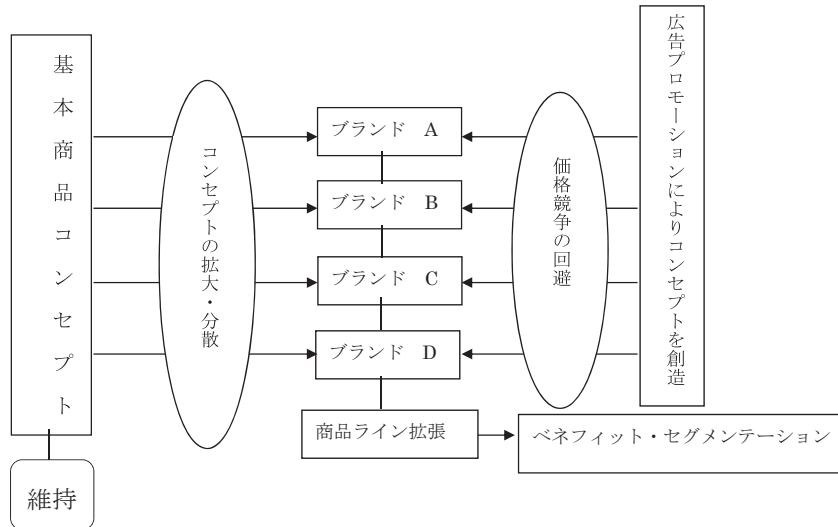 基本商品コンセプト
維持
コンセプトの拡大・分散
ブランド　A
ブランド　B
ブランド　C
ブランド　D
商品ライン拡張
ベネフィット・セグメンテーション
価格競争の回避
広告プロモーションによりコンセプトを創造